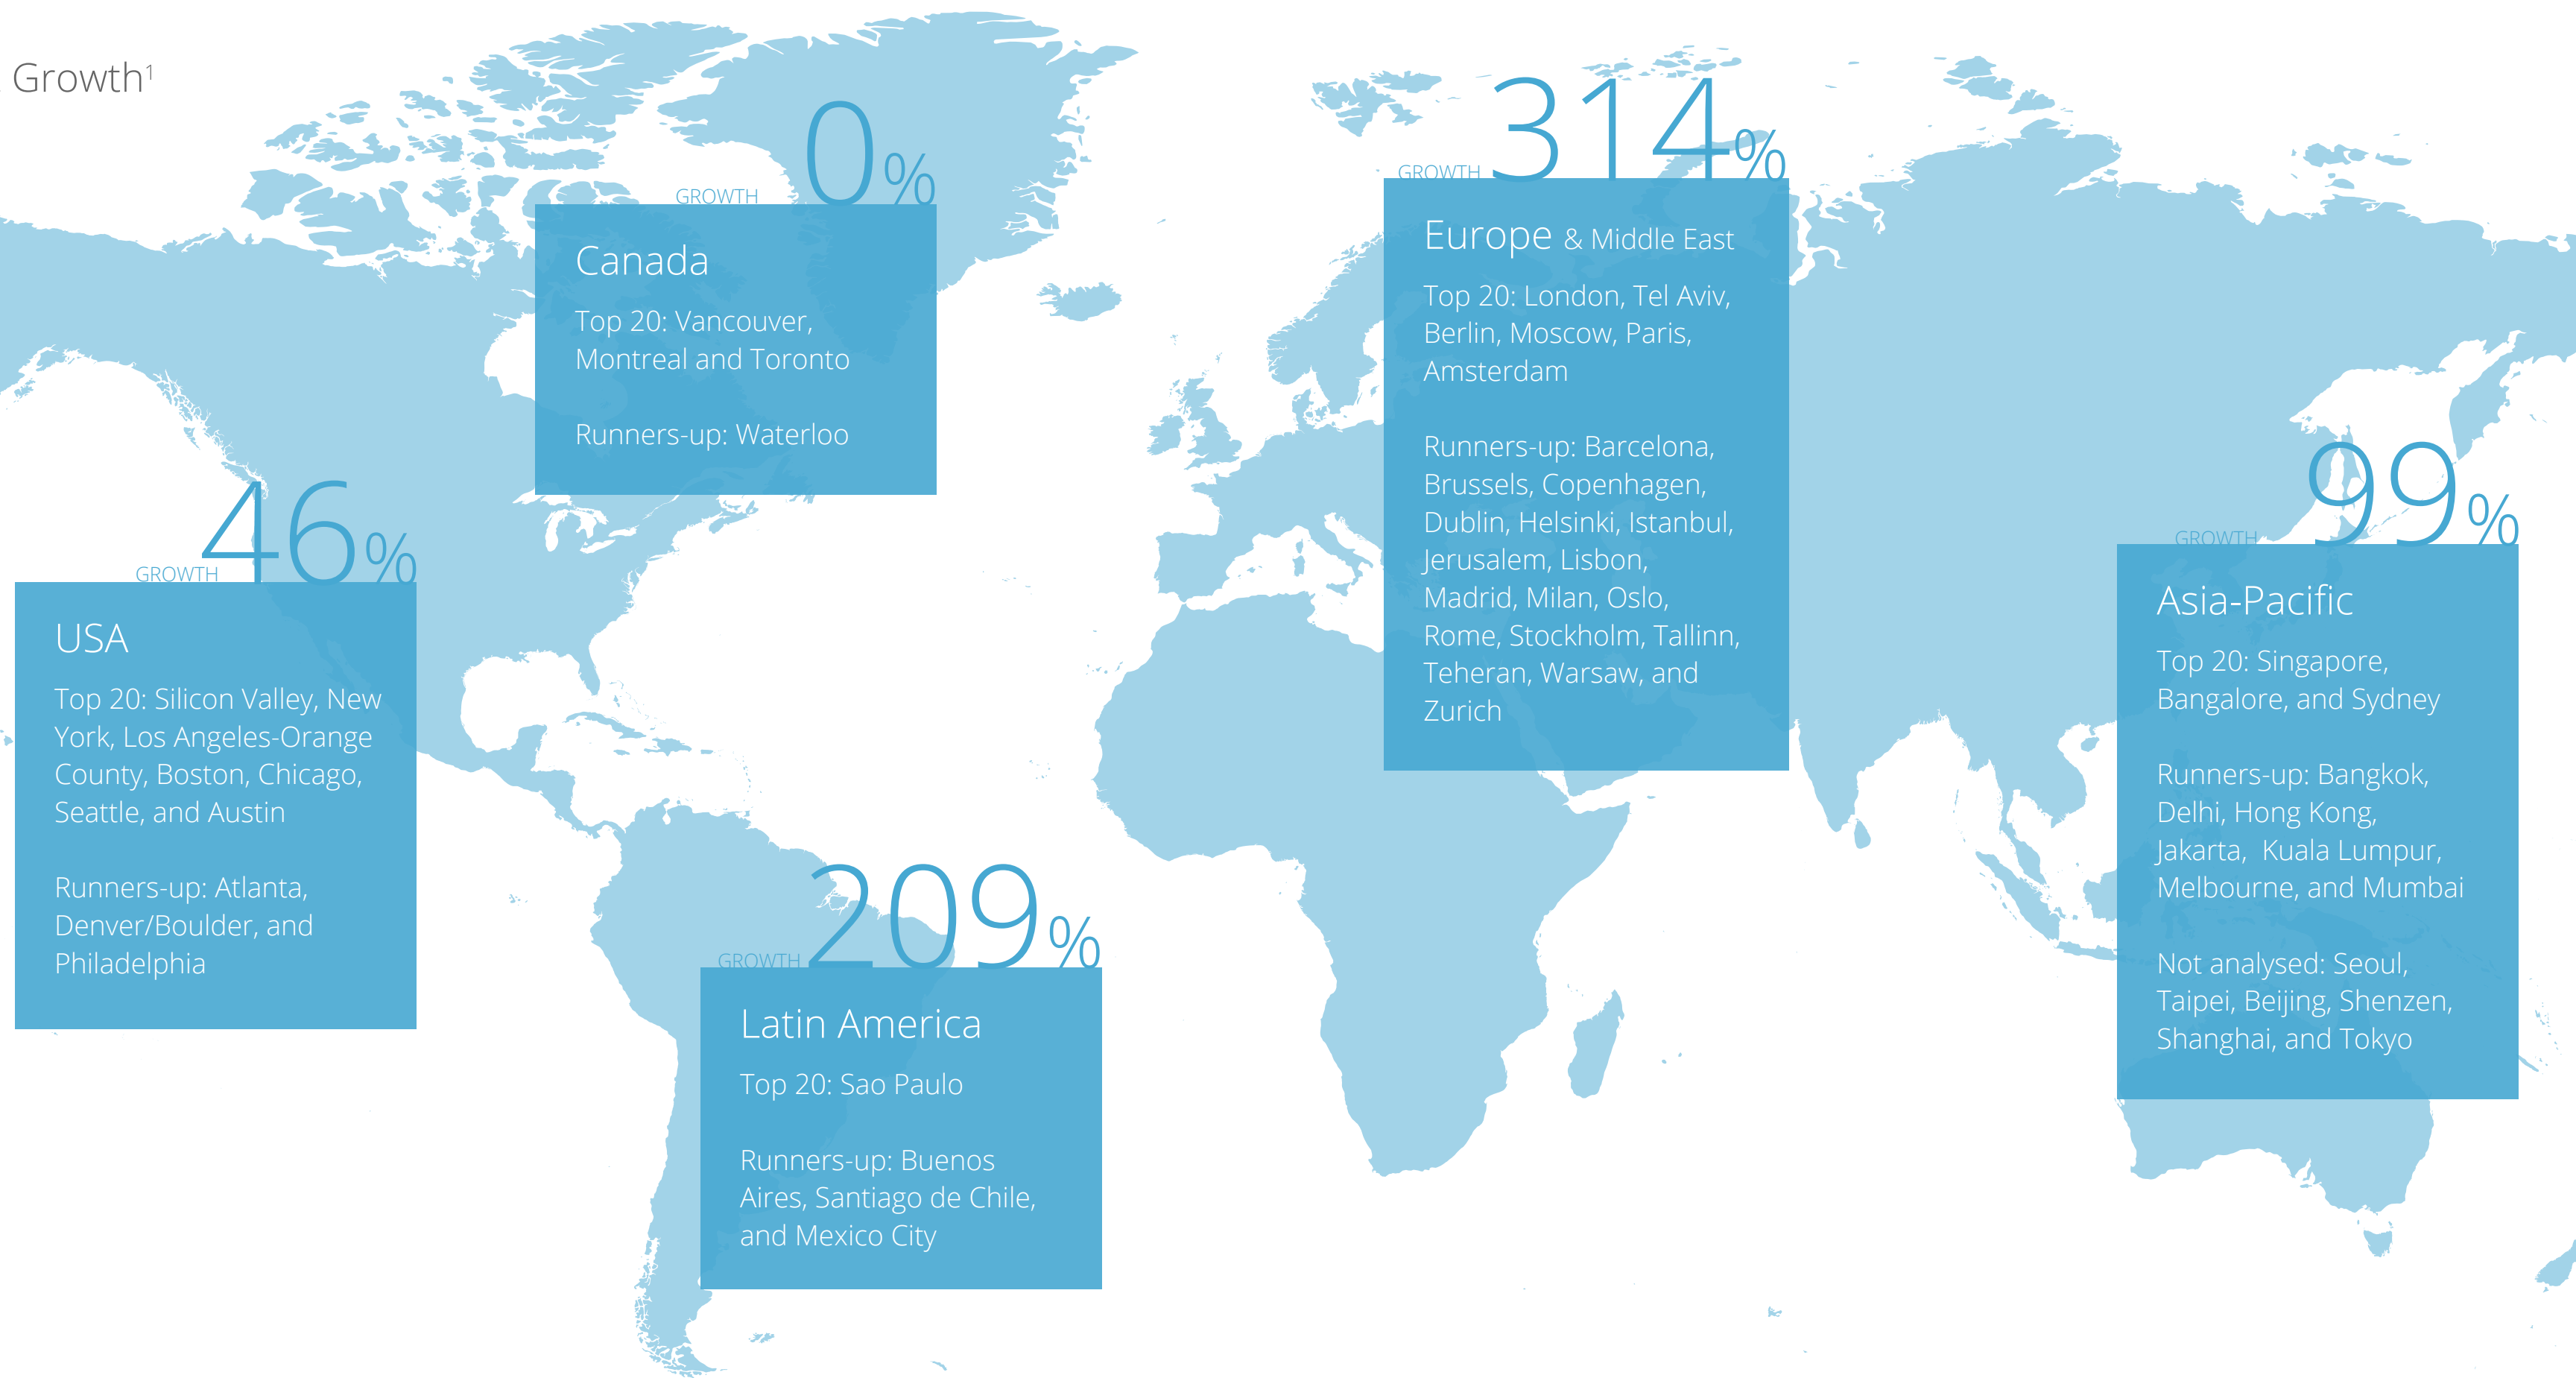 Growth¹
GROWTH 0%
Canada
Top 20: Vancouver,
Montreal and Toronto
Runners-up: Waterloo
GROWTH 314%
Europe & Middle East
Top 20: London, Tel Aviv,
Berlin, Moscow, Paris,
Amsterdam
Runners-up: Barcelona,
Brussels, Copenhagen,
Dublin, Helsinki, Istanbul,
Jerusalem, Lisbon,
Madrid, Milan, Oslo,
Rome, Stockholm, Tallinn,
Teheran, Warsaw, and
Zurich
GROWTH 46%
USA
Top 20: Silicon Valley, New
York, Los Angeles-Orange
County, Boston, Chicago,
Seattle, and Austin
Runners-up: Atlanta,
Denver/Boulder, and
Philadelphia
GROWTH 99%
Asia-Pacific
Top 20: Singapore,
Bangalore, and Sydney
Runners-up: Bangkok,
Delhi, Hong Kong,
Jakarta,  Kuala Lumpur,
Melbourne, and Mumbai
Not analysed: Seoul,
Taipei, Beijing, Shenzen,
Shanghai, and Tokyo
GROWTH 209%
Latin America
Top 20: Sao Paulo
Runners-up: Buenos
Aires, Santiago de Chile,
and Mexico City